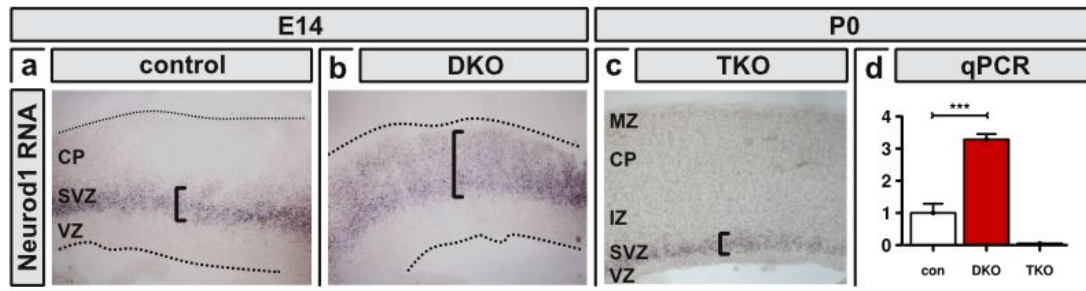 E14 P0
a control b DKO c TKO d qPCR
Neurod1 RNA
CP
SVZ
VZ
MZ
CP
IZ
SVZ
VZ
***
4
3
2
1
0
con DKO TKO